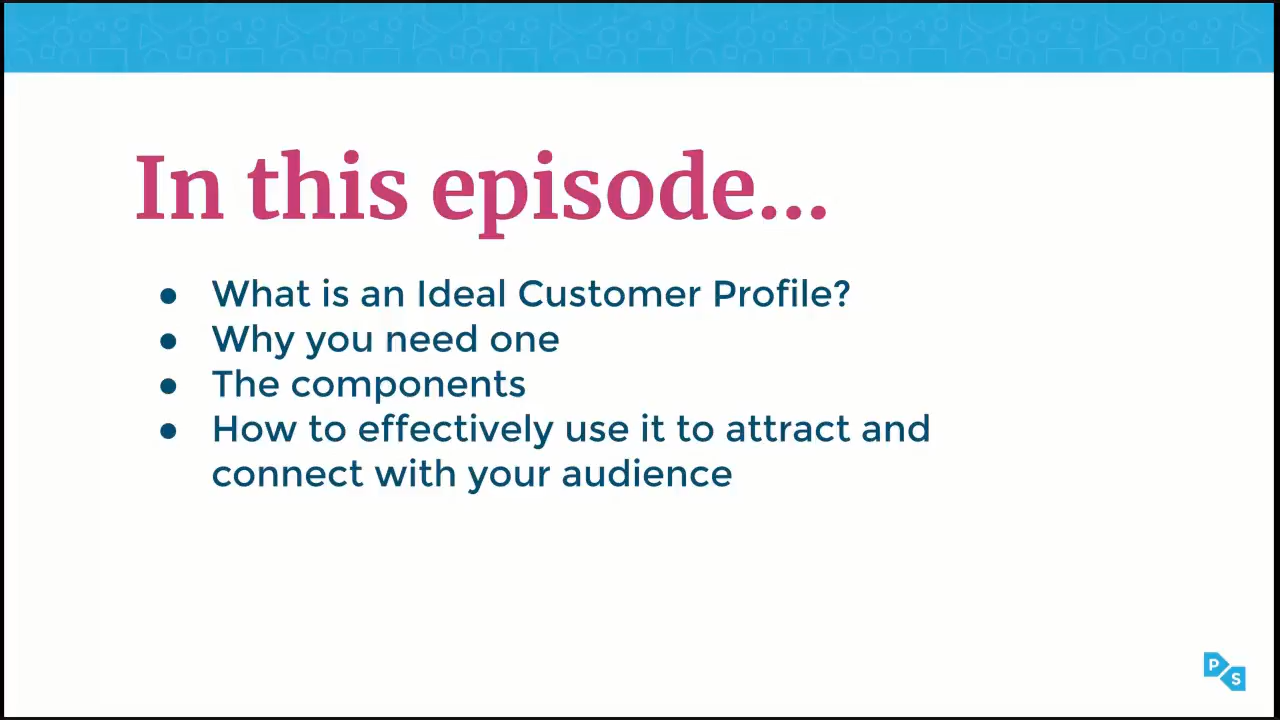 In this episode...
● What is an Ideal Customer Profile?
● Why you need one
● The components
● How to effectively use it to attract and
connect with your audience
P
S